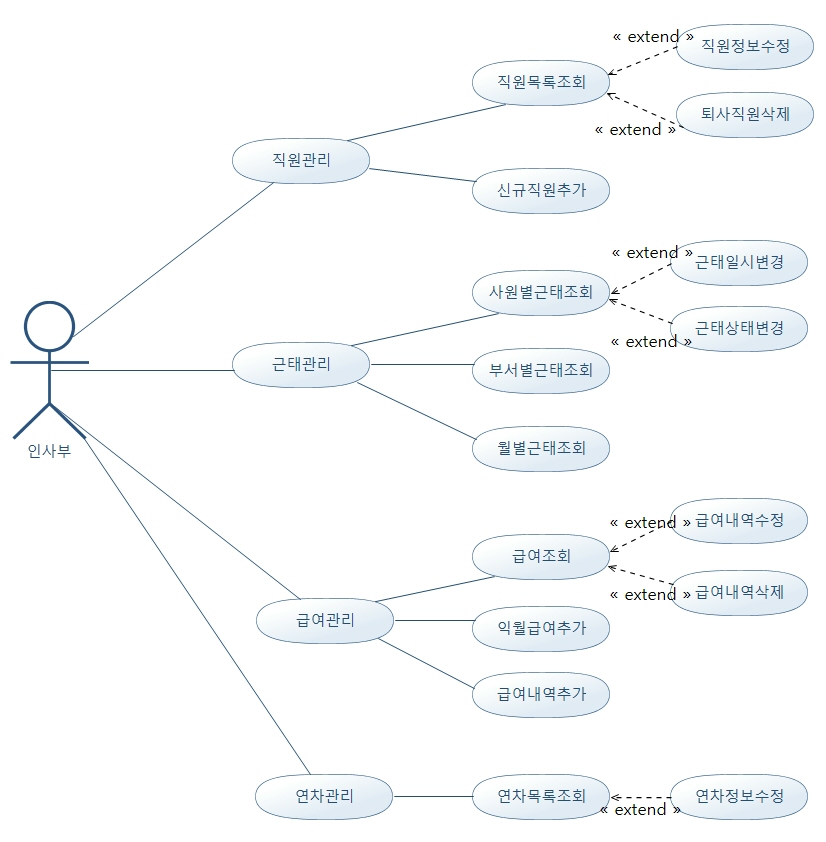 « extend »
직원정보수정
직원목록조회
퇴사직원삭제
« extend »
직원관리
신규직원추가
« extend »
근태일시변경
사원별근태조회
근태상태변경
« extend »
근태관리
부서별근태조회
월별근태조회
인사부
« extend »
급여내역수정
급여조회
« extend »
급여내역삭제
급여관리
익월급여추가
급여내역추가
연차관리
연차목록조회
연차정보수정
« extend »